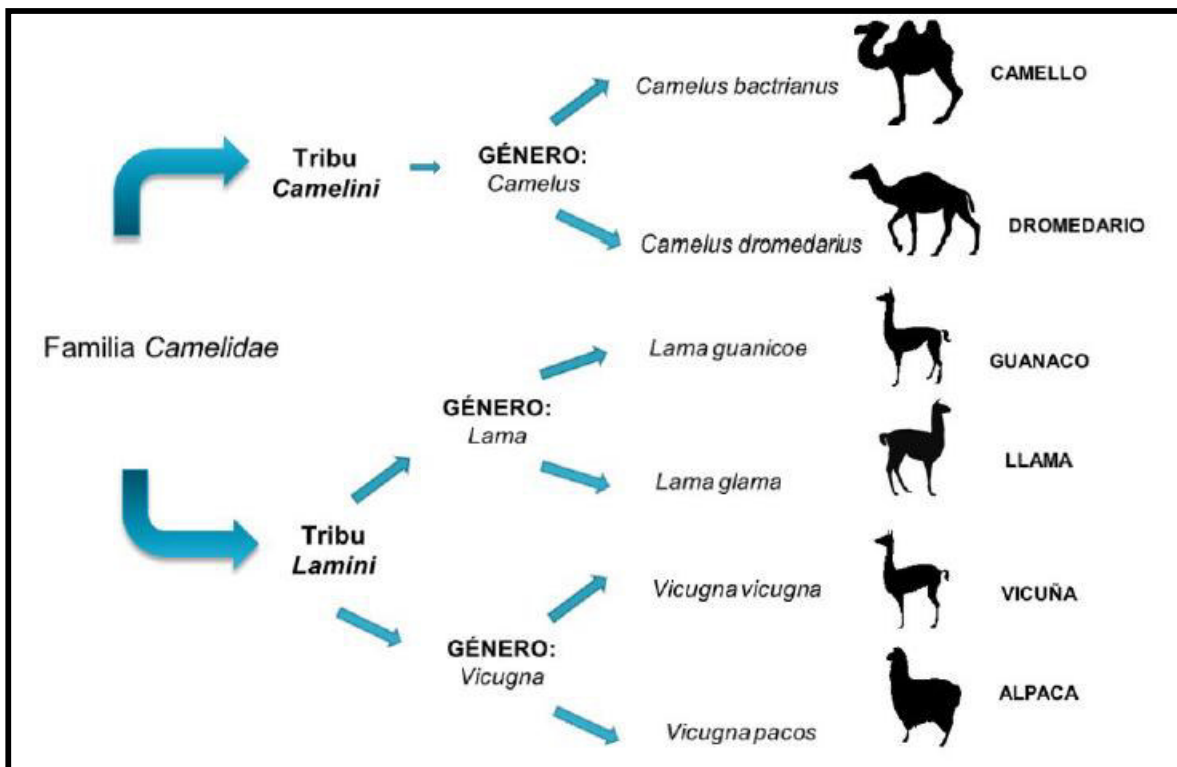 Camelus bactrianus
CAMELLO
Tribu
Camelini
GÉNERO:
Camelus
Camelus dromedarius
DROMEDARIO
Familia Camelidae
Lama guanicoe
GUANACO
GÉNERO:
Lama
Lama glama
LLAMA
Tribu
Lamini
Vicugna vicugna
VICUÑA
GÉNERO:
Vicugna
Vicugna pacos
ALPACA